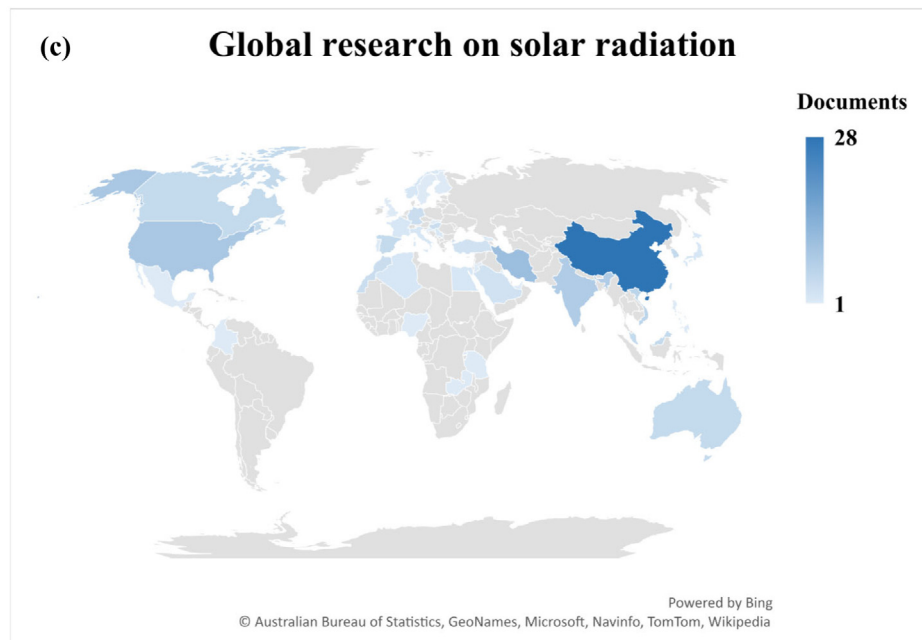 (c)
Global research on solar radiation
Documents
28
1
Powered by Bing
© Australian Bureau of Statistics, GeoNames, Microsoft, Navinfo, TomTom, Wikipedia